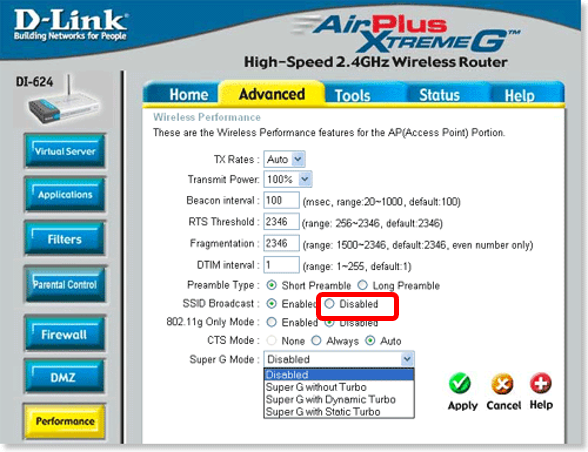 D-Link
Building Networks for People
AirPlus
XTREME G™
High-Speed 2.4GHz Wireless Router
DI-624
Home Advanced Tools Status Help
Virtual Server
Applications
Filters
Parental Control
Firewall
DMZ
Performance
Wireless Performance
These are the Wireless Performance features for the AP(Access Point) Portion.
TX Rates : Auto
Transmit Power: 100%
Beacon interval : 100 (msec, range:20~1000, default:100)
RTS Threshold : 2346 (range: 256~2346, default:2346)
Fragmentation : 2346 (range: 1500~2346, default:2346, even number only)
DTIM interval : 1 (range: 1~255, default:1)
Preamble Type : Short Preamble Long Preamble
SSID Broadcast : Enabled Disabled
802.11g Only Mode : Enabled Disabled
CTS Mode : None Always Auto
Super G Mode : Disabled
Disabled
Super G without Turbo
Super G with Dynamic Turbo
Super G with Static Turbo
Apply Cancel Help